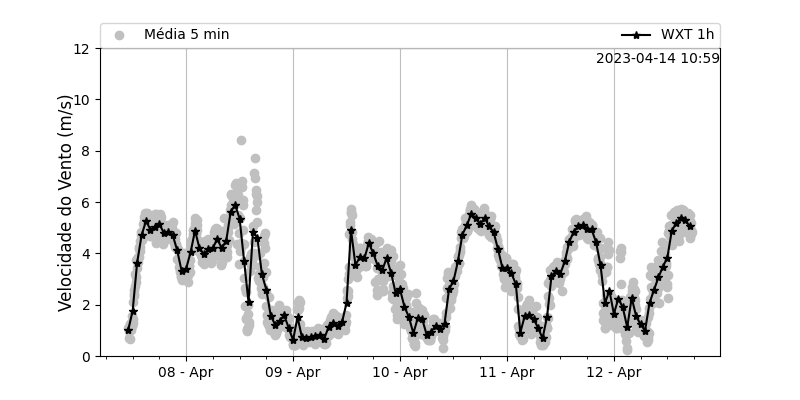 Média 5 min
WXT 1h
2023-04-14 10:59
Velocidade do Vento (m/s)
12
10
8
6
4
2
0
08 - Apr
09 - Apr
10 - Apr
11 - Apr
12 - Apr